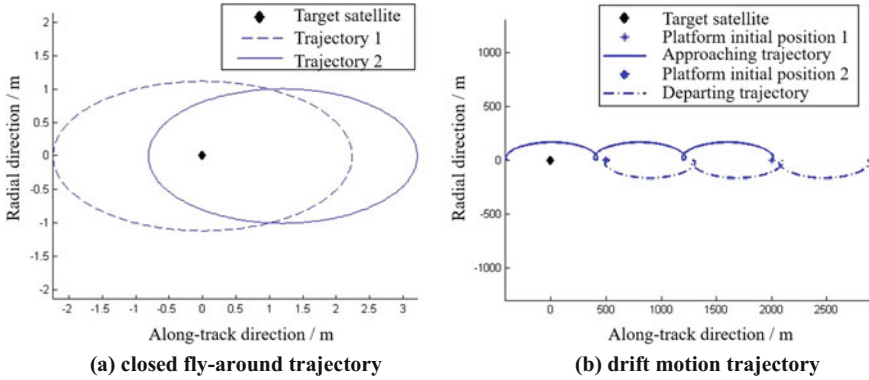 Target satellite
Trajectory 1
Trajectory 2
2
1.5
1
0.5
0
-0.5
-1
-1.5
-2
Radial direction / m
-2 -1.5 -1 -0.5 0 0.5 1 1.5 2 2.5 3
Along-track direction / m
(a) closed fly-around trajectory
Target satellite
Platform initial position 1
Approaching trajectory
Platform initial position 2
Departing trajectory
1000
500
0
-500
-1000
Radial direction / m
0 500 1000 1500 2000 2500
Along-track direction / m
(b) drift motion trajectory